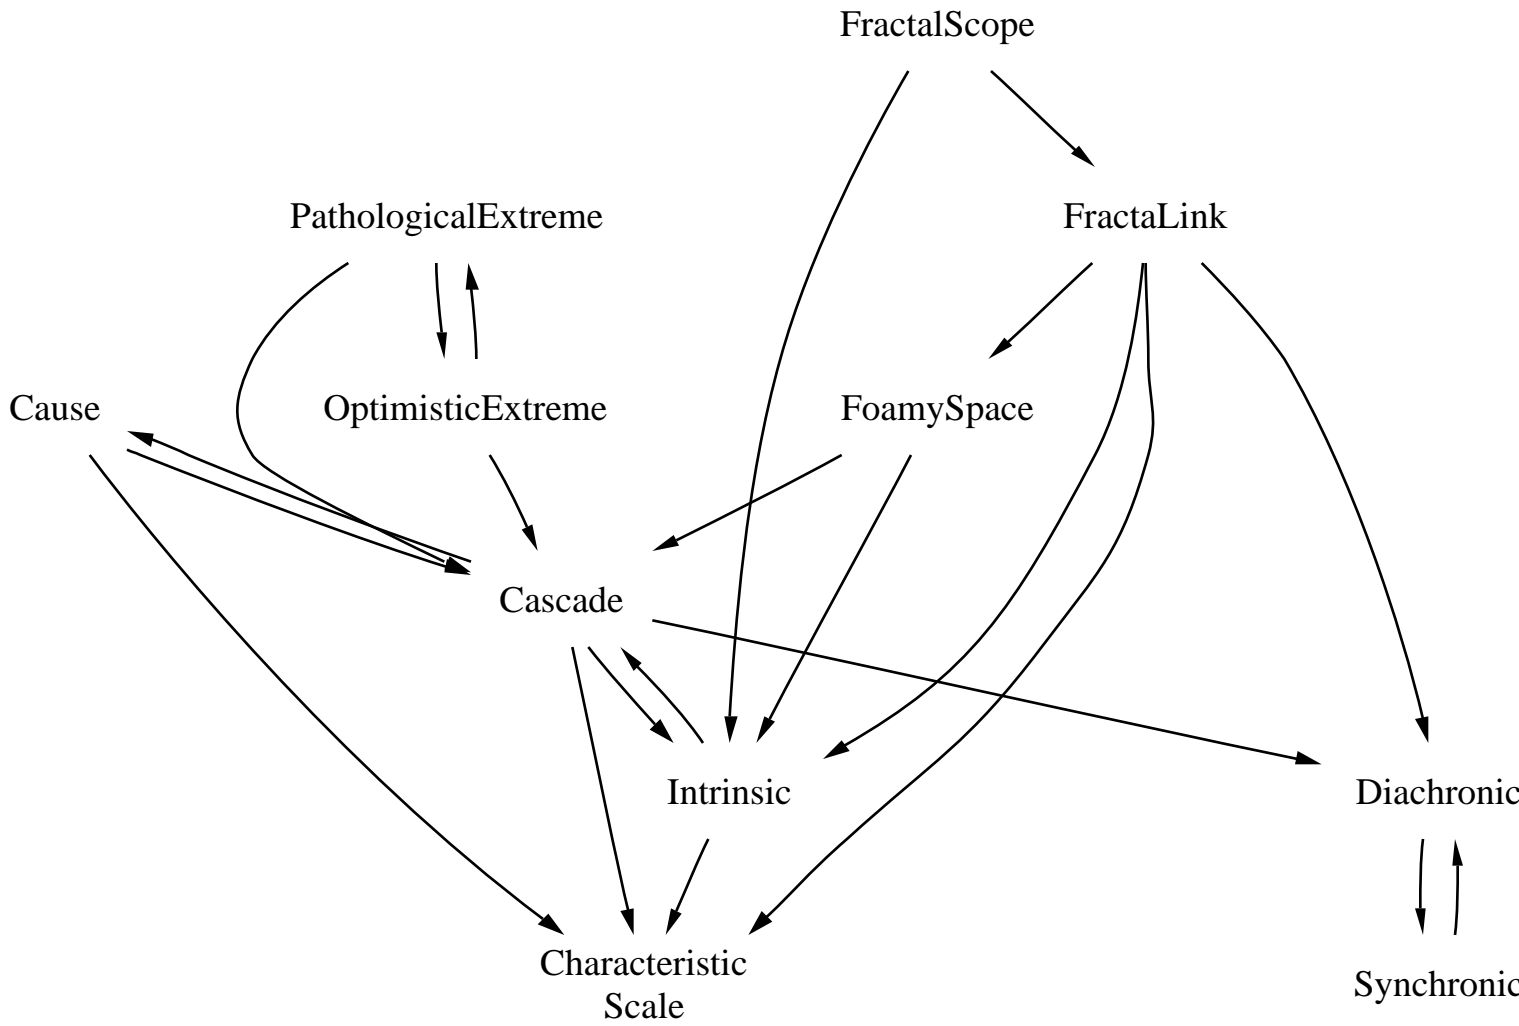 FractalScope
PathologicalExtreme
FractaLink
Cause
OptimisticExtreme
FoamySpace
Cascade
Intrinsic
Diachronic
Characteristic
Scale
Synchronic